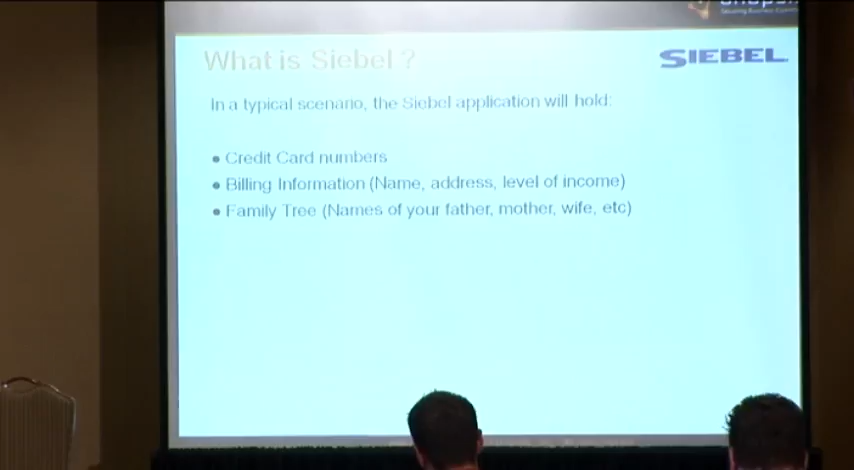 What is Siebel ?
SIEBEL
In a typical scenario, the Siebel application will hold:
● Credit Card numbers
● Billing Information (Name, address, level of income)
● Family Tree (Names of your father, mother, wife, etc)